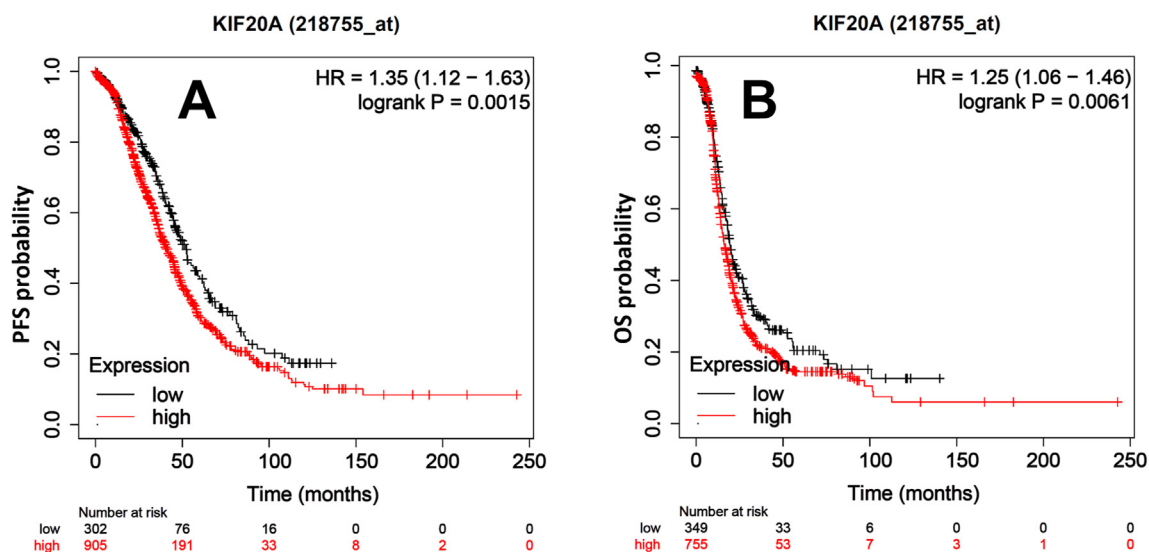 KIF20A (218755_at)
A
HR = 1.35 (1.12 − 1.63)
logrank P = 0.0015
PFS probability
1.0
0.8
0.6
0.4
0.2
0.0
Expression
low
high
0 50 100 150 200 250
Time (months)
Number at risk
low 302 76 16 0 0 0
high 905 191 33 8 2 0
KIF20A (218755_at)
B
HR = 1.25 (1.06 − 1.46)
logrank P = 0.0061
OS probability
1.0
0.8
0.6
0.4
0.2
0.0
Expression
low
high
0 50 100 150 200 250
Time (months)
Number at risk
low 349 33 6 0 0 0
high 755 53 7 3 1 0